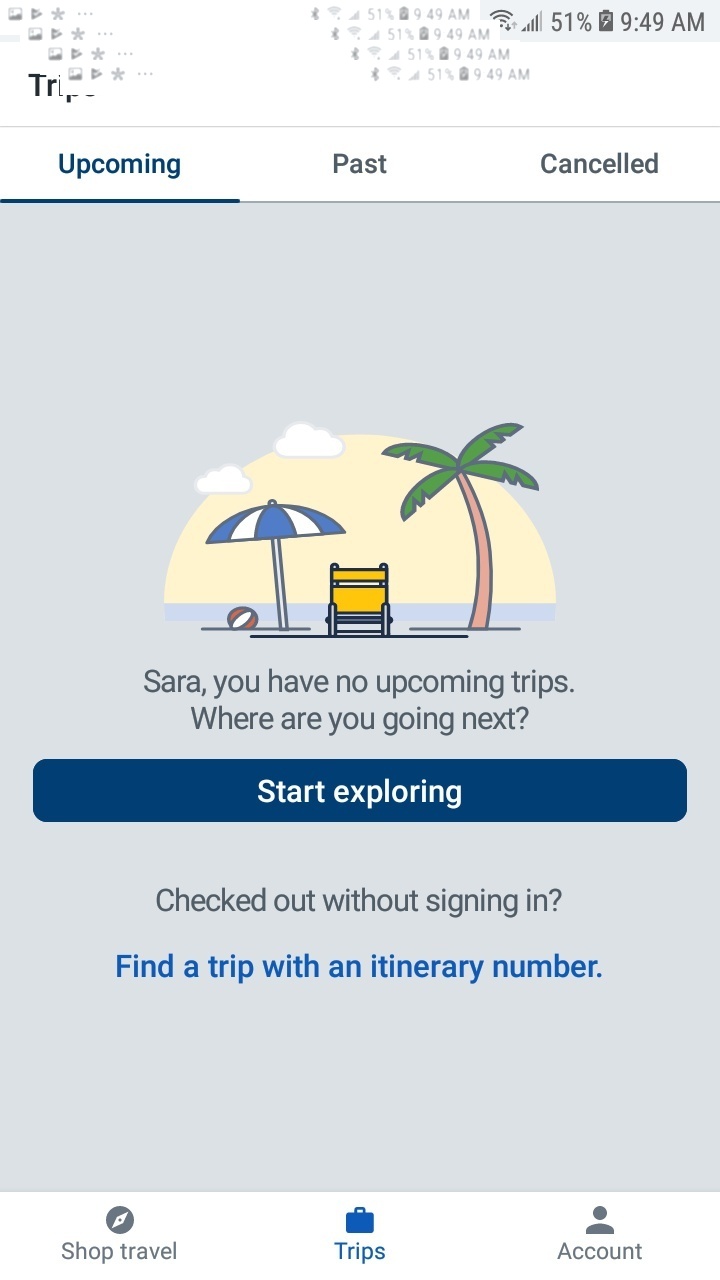 51% 9:49 AM
51% 9 49 AM
51% 9 49 AM
51% 9 49 AM
51% 9 49 AM
Trips
Upcoming Past Cancelled
Sara, you have no upcoming trips.
Where are you going next?
Start exploring
Checked out without signing in?
Find a trip with an itinerary number.
Shop travel Trips Account